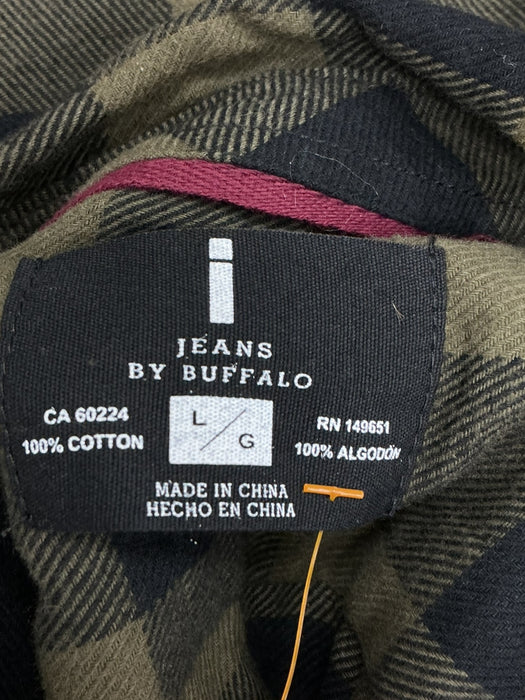 i
JEANS
BY BUFFALO
CA 60224
100% COTTON
L/G
RN 149651
100% ALGODÓN
MADE IN CHINA
HECHO EN CHINA